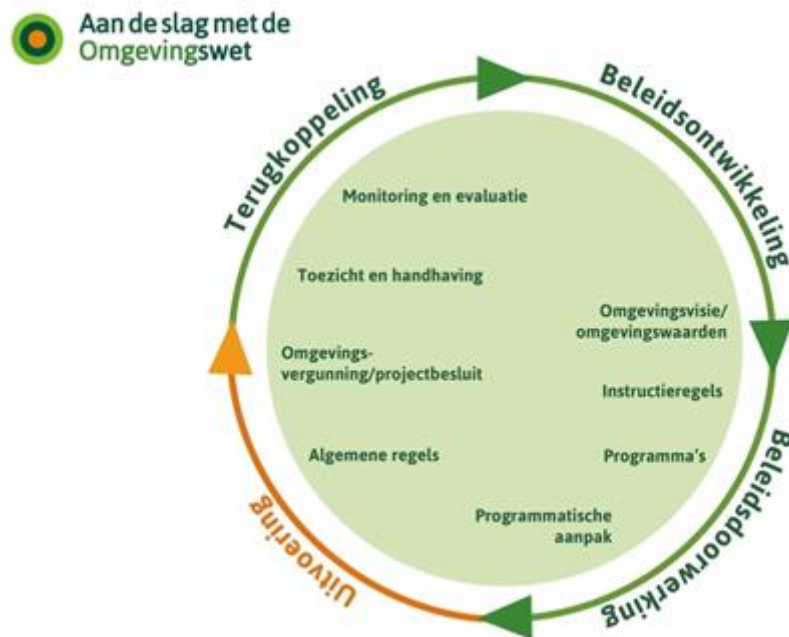 Aan de slag met de
Omgevingswet
Terugkoppeling
Beleidsontwikkeling
Monitoring en evaluatie
Toezicht en handhaving
Omgevingsvisie/
omgevingswaarden
Omgevings-
vergunning/projectbesluit
Instructieregels
Algemene regels
Programma's
Programmatische
aanpak
Uitvoering
Beleidsdoorwerking